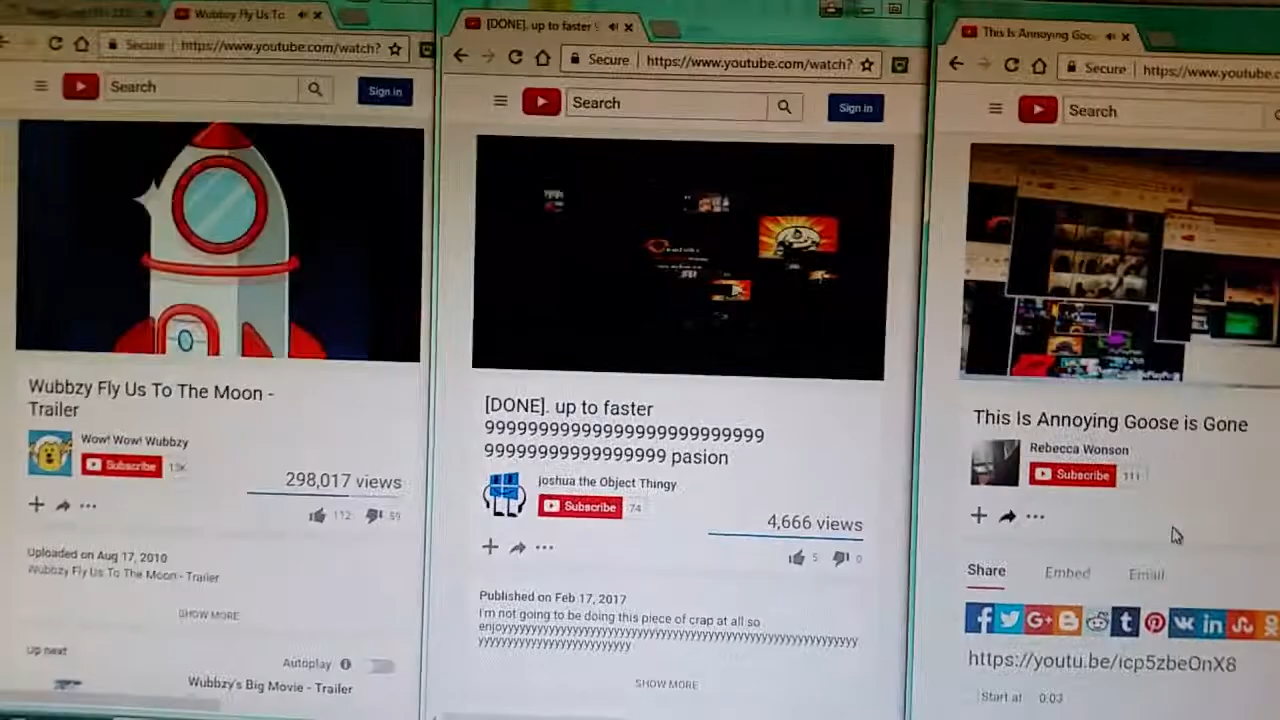 Wubbzy Fly Us To
Secure https://www.youtube.com/watch?
Search
Sign in
Wubbzy Fly Us To The Moon -
Trailer
Wow! Wow! Wubbzy
Subscribe 13K
298,017 views
112 59
Uploaded on Aug 17, 2010
Wubbzy Fly Us To The Moon - Trailer
SHOW MORE
Up next
Autoplay
Wubbzy's Big Movie - Trailer
[DONE]. up to faster
Secure https://www.youtube.com/watch?
Search
Sign in
[DONE]. up to faster
99999999999999999999999999
99999999999999999 pasion
joshua the Object Thingy
Subscribe 74
4,666 views
5 0
Published on Feb 17, 2017
I'm not going to be doing this piece of crap at all so
SHOW MORE
This Is Annoying Goo
Secure https://www.youtube.c
Search
This Is Annoying Goose is Gone
Rebecca Wonson
Subscribe 111
Share Embed Email
https://youtu.be/icp5zbeOnX8
Start at 0:03